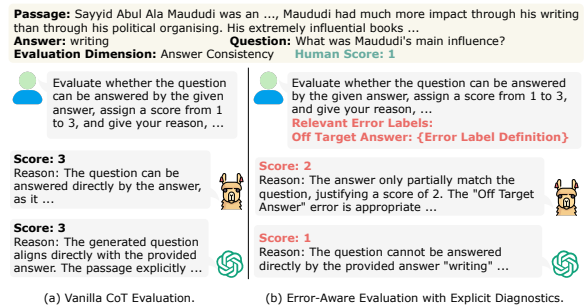 Passage: Sayyid Abul Ala Maududi was an ..., Maududi had much more impact through his writing
than through his political organising. His extremely influential books ...
Answer: writing Question: What was Maududi's main influence?
Evaluation Dimension: Answer Consistency Human Score: 1
Evaluate whether the question
can be answered by the given
answer, assign a score from 1
to 3, and give your reason, ...
Score: 3
Reason: The question can be
answered directly by the answer,
as it ...
Score: 3
Reason: The generated question
aligns directly with the provided
answer. The passage explicitly ...
(a) Vanilla CoT Evaluation.
Evaluate whether the question can be answered
by the given answer, assign a score from 1 to 3,
and give your reason, ...
Relevant Error Labels:
Off Target Answer: {Error Label Definition}
Score: 2
Reason: The answer only partially match the
question, justifying a score of 2. The "Off Target
Answer" error is appropriate ...
Score: 1
Reason: The question cannot be answered
directly by the provided answer "writing" ...
(b) Error-Aware Evaluation with Explicit Diagnostics.